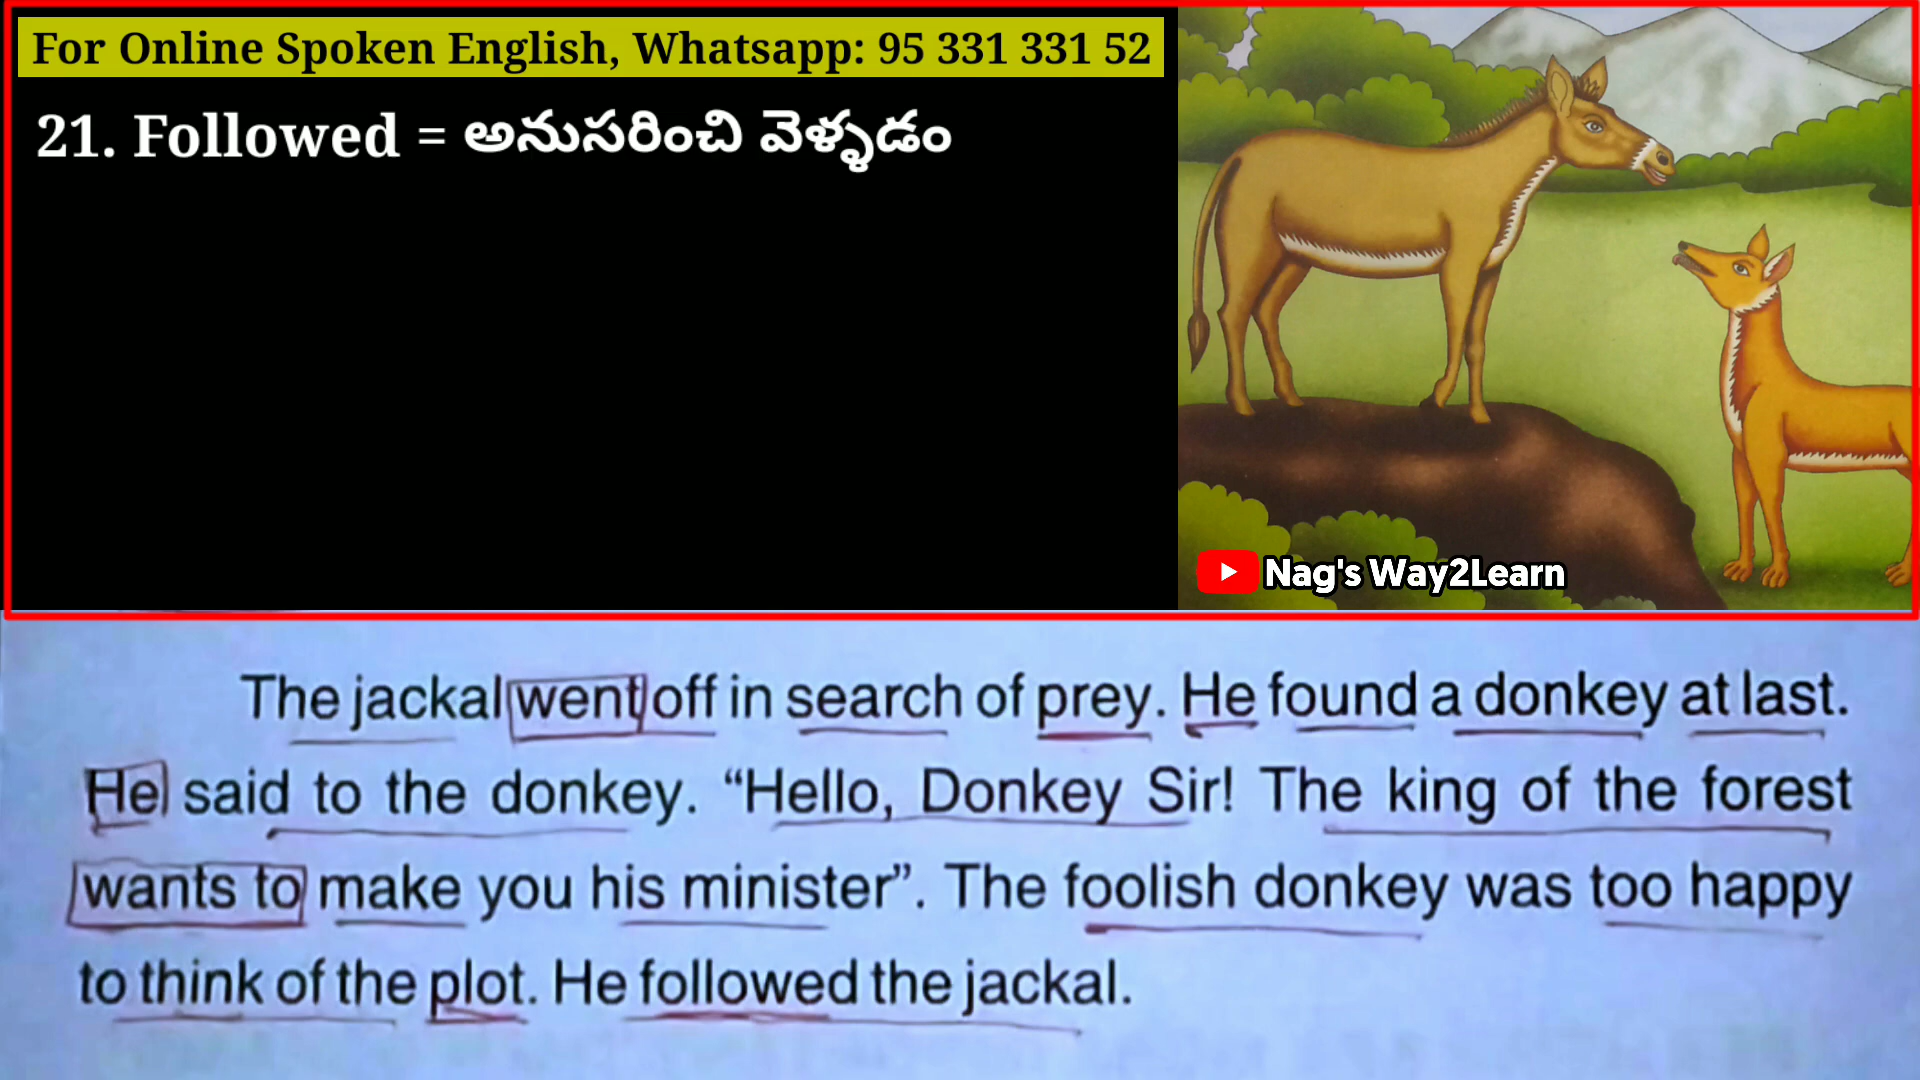 For Online Spoken English, Whatsapp: 95 331 331 52
21. Followed = అనుసరించి వెళ్ళడం
Nag's Way2Learn
The jackal went off in search of prey. He found a donkey at last.
He said to the donkey. “Hello, Donkey Sir! The king of the forest
wants to make you his minister”. The foolish donkey was too happy
to think of the plot. He followed the jackal.